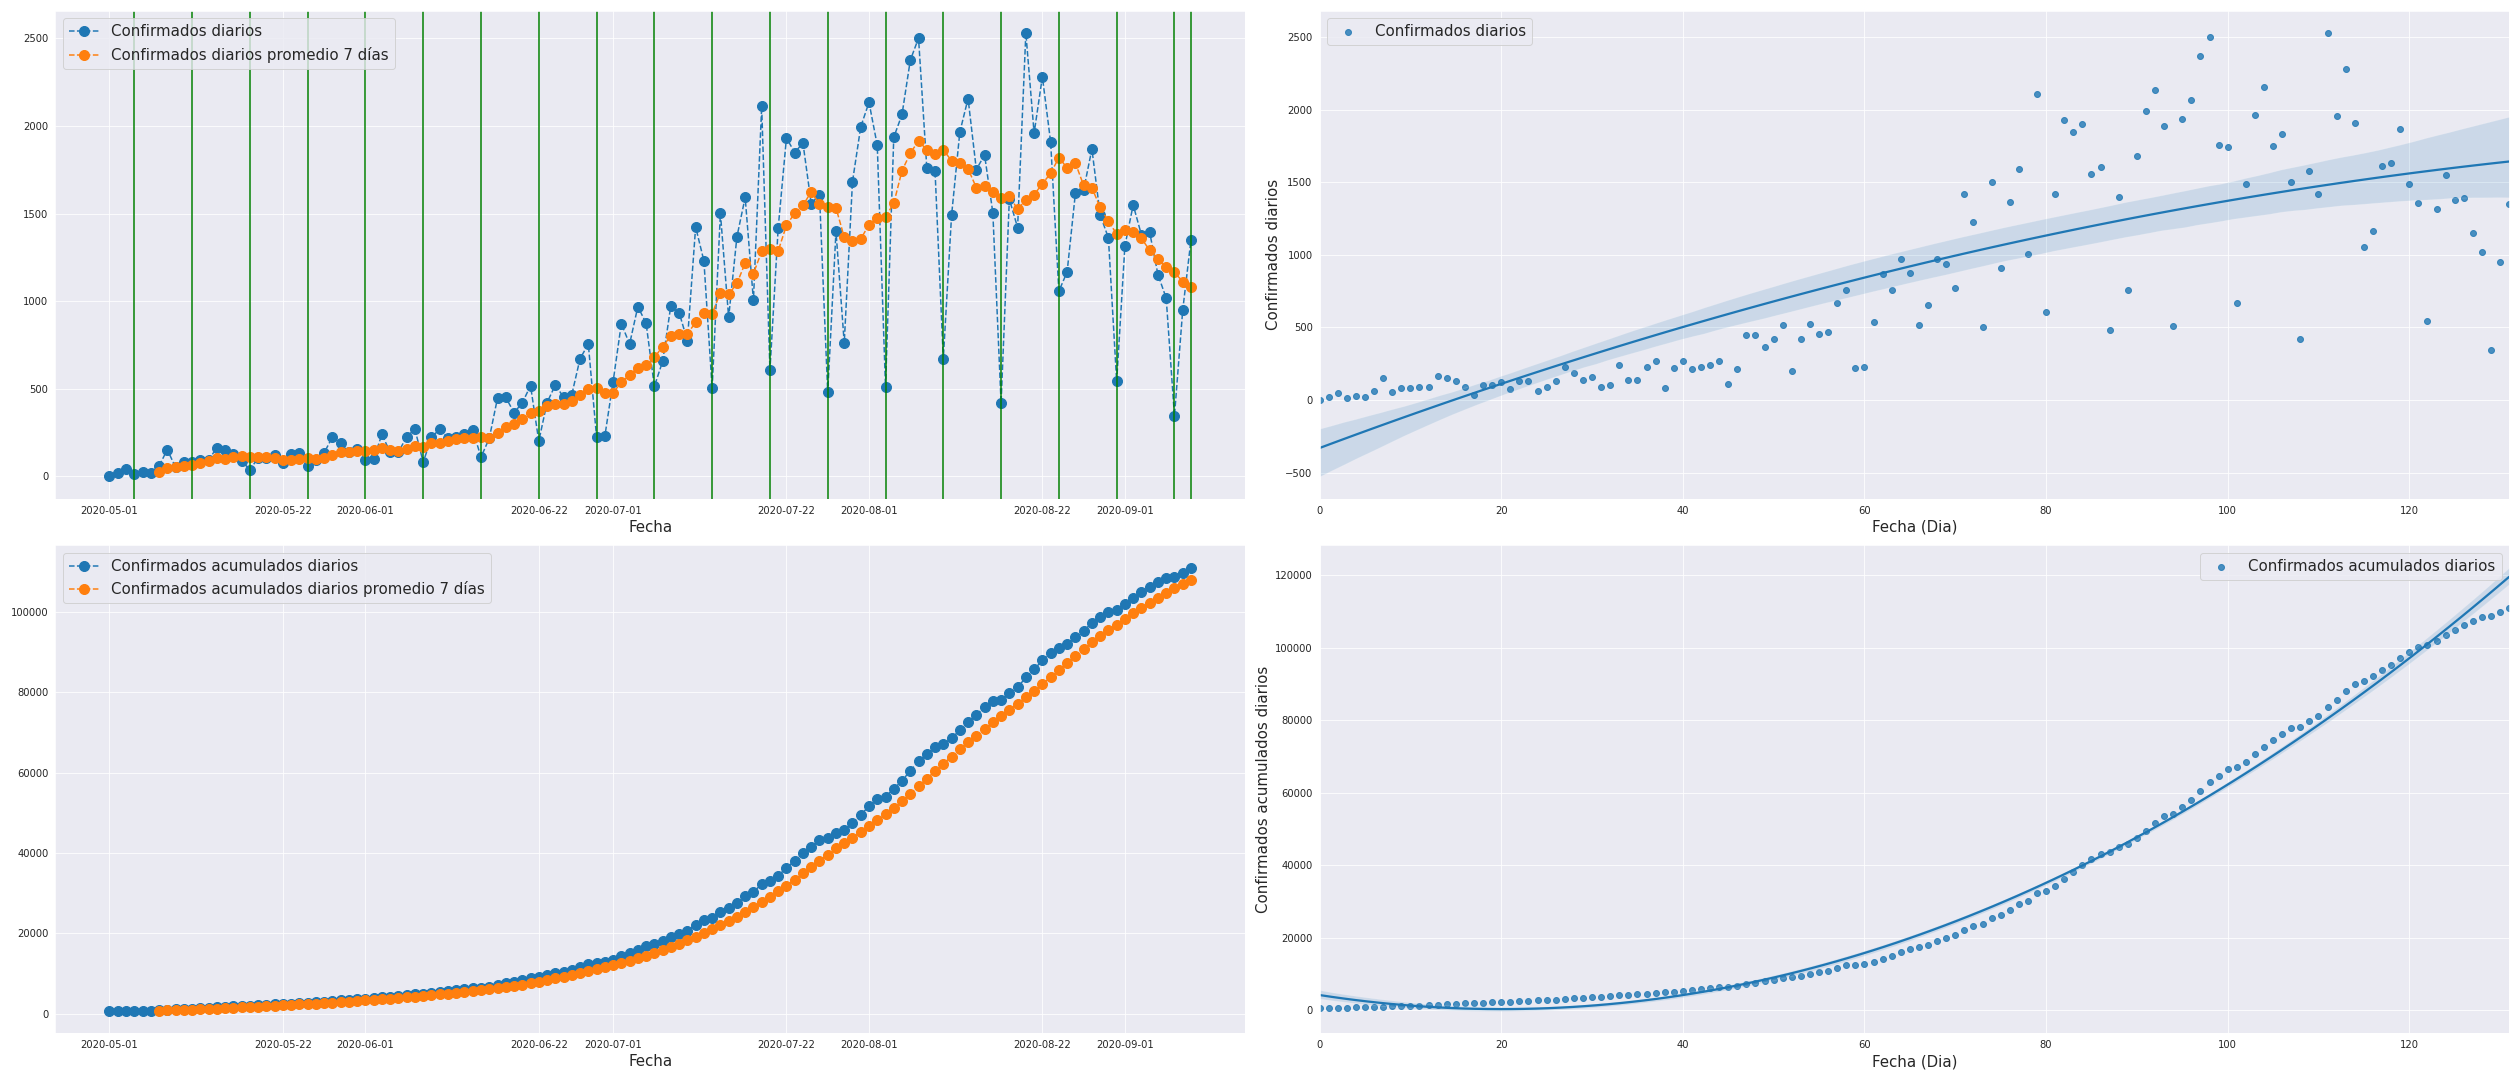 Confirmados diarios
Confirmados diarios promedio 7 días
2500
2000
1500
1000
500
0
2020-05-01 2020-05-22 2020-06-01 2020-06-22 2020-07-01 2020-07-22 2020-08-01 2020-08-22 2020-09-01
Fecha
Confirmados diarios
Confirmados diarios
2500
2000
1500
1000
500
0
−500
0 20 40 60 80 100 120
Fecha (Dia)
Confirmados acumulados diarios
Confirmados acumulados diarios promedio 7 días
100000
80000
60000
40000
20000
0
2020-05-01 2020-05-22 2020-06-01 2020-06-22 2020-07-01 2020-07-22 2020-08-01 2020-08-22 2020-09-01
Fecha
Confirmados acumulados diarios
Confirmados acumulados diarios
120000
100000
80000
60000
40000
20000
0
0 20 40 60 80 100 120
Fecha (Dia)